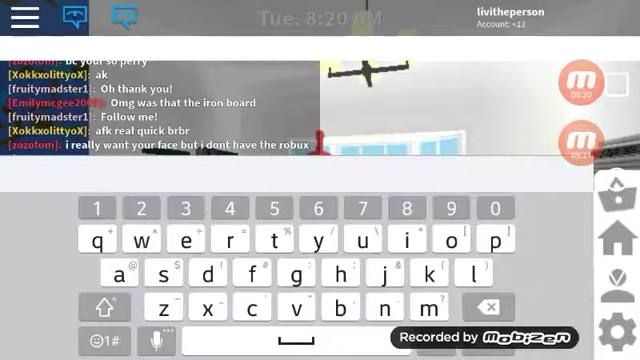 Tue. 8:20 AM
livitheperson
Account: <13
[zozotom]: bc your so perry
[XokkxolittyoX]: ak
[fruitymadster1]: Oh thank you!
[Emilymcgee2008]: Omg was that the iron board
[fruitymadster1]: Follow me!
[XokkxolittyoX]: afk real quick brbr
[zozotom]: i really want your face but i dont have the robux
09:20
09:21
1 2 3 4 5 6 7 8 9 0
q w e r t y u i o p
a s d f g h j k l
z x c v b n m
☺1#
Recorded by mobizen